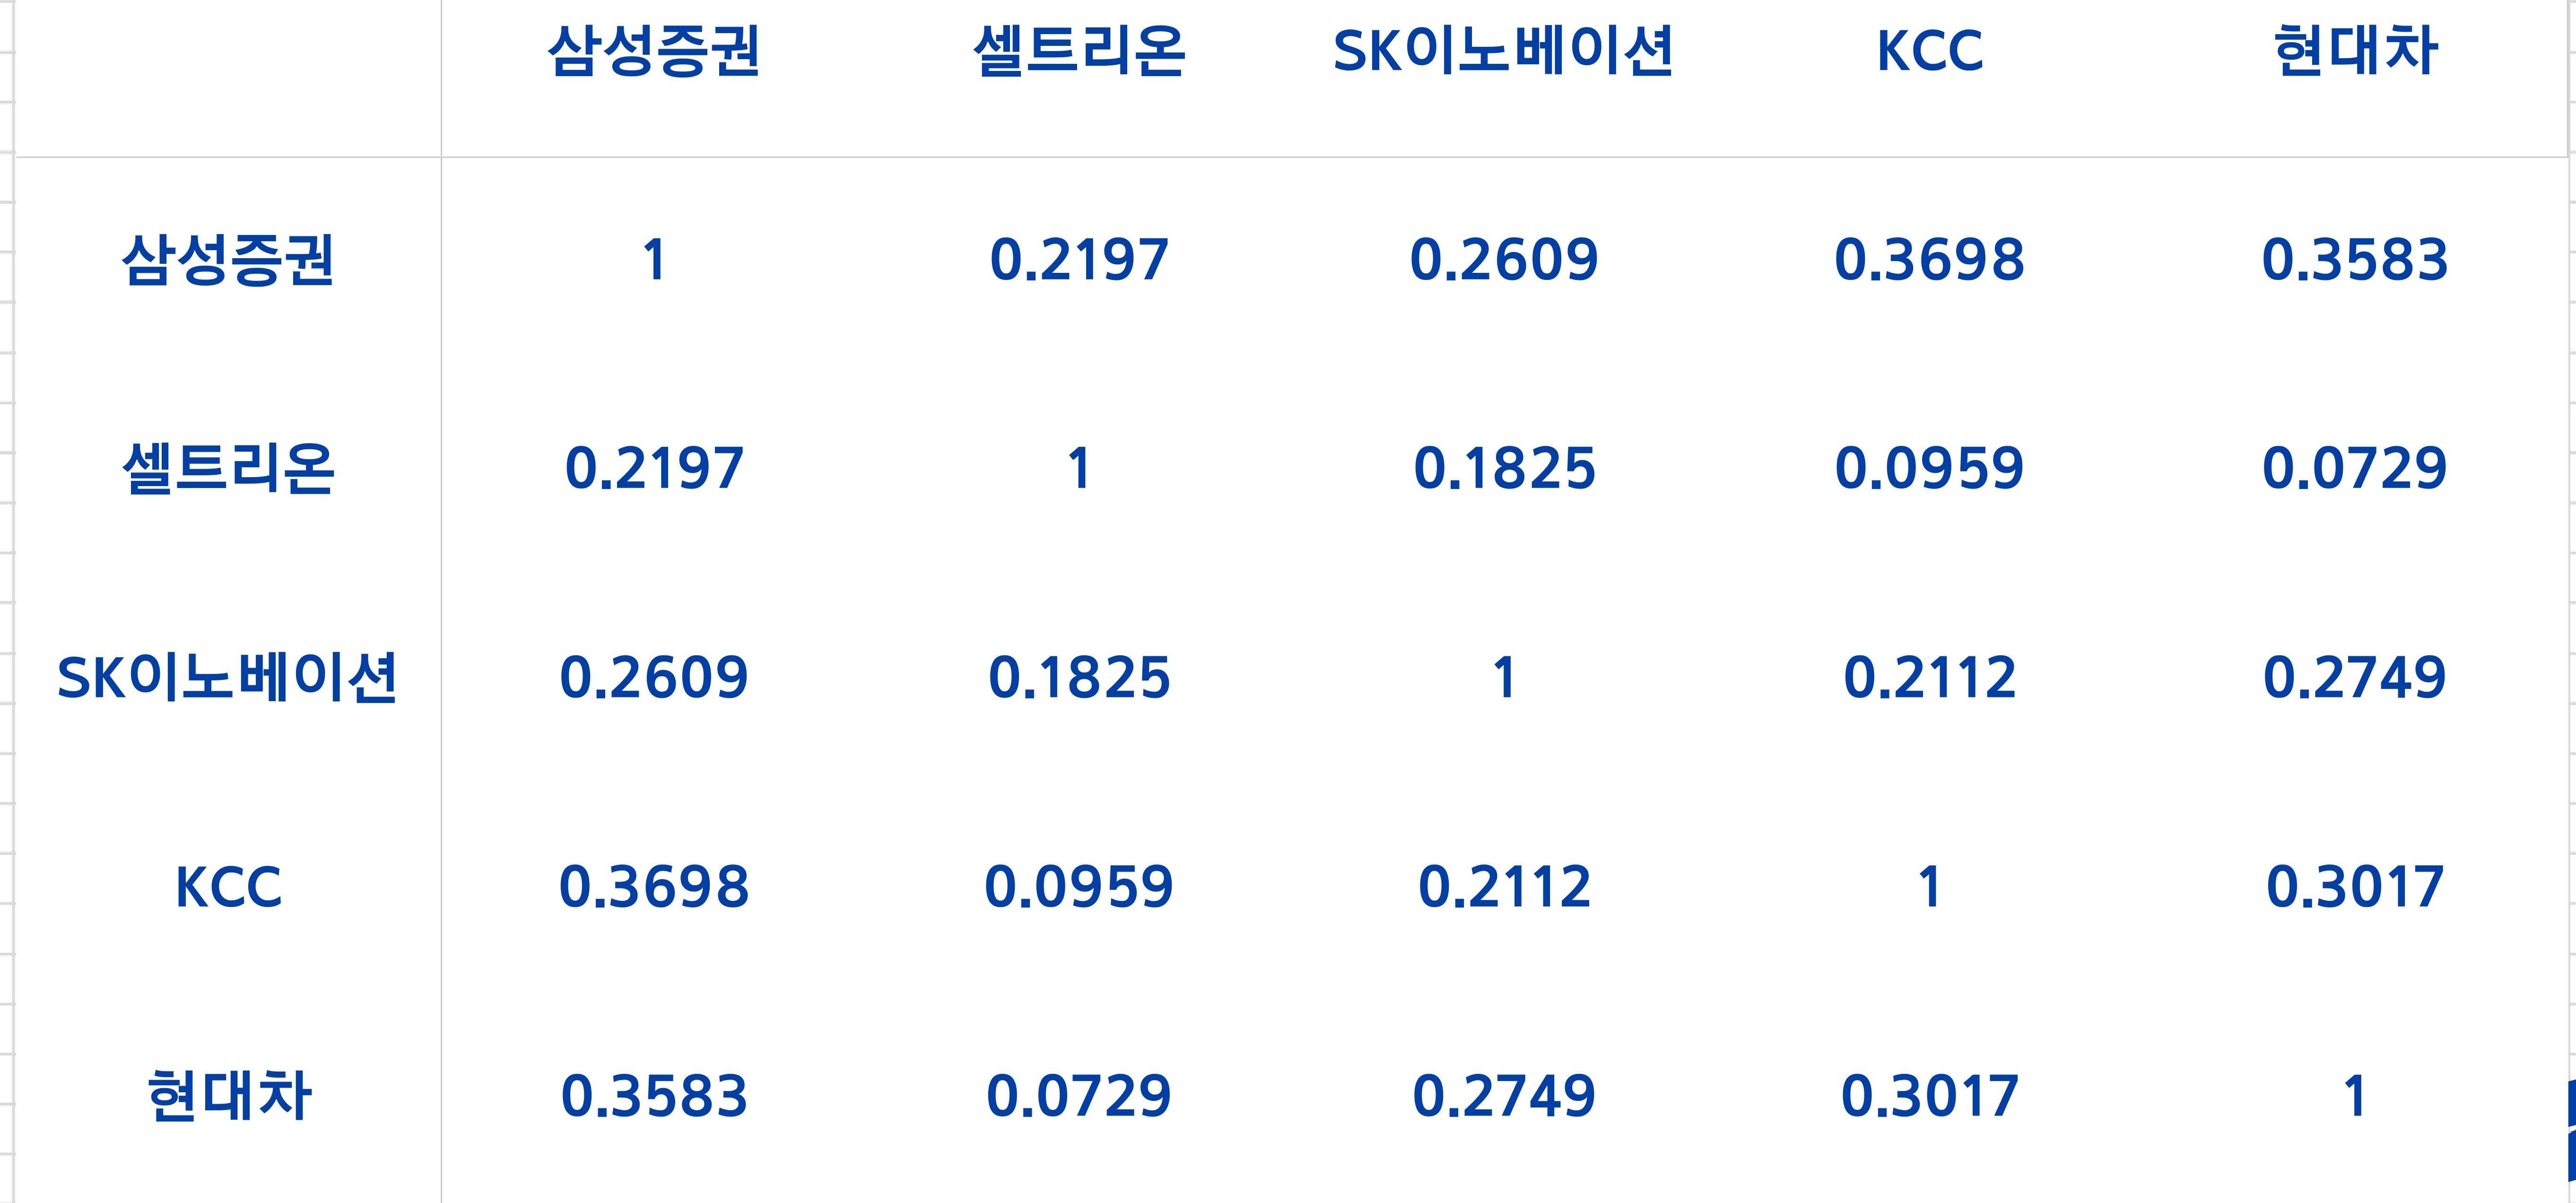 삼성증권 셀트리온 SK이노베이션 KCC 현대차
삼성증권 1 0.2197 0.2609 0.3698 0.3583
셀트리온 0.2197 1 0.1825 0.0959 0.0729
SK이노베이션 0.2609 0.1825 1 0.2112 0.2749
KCC 0.3698 0.0959 0.2112 1 0.3017
현대차 0.3583 0.0729 0.2749 0.3017 1